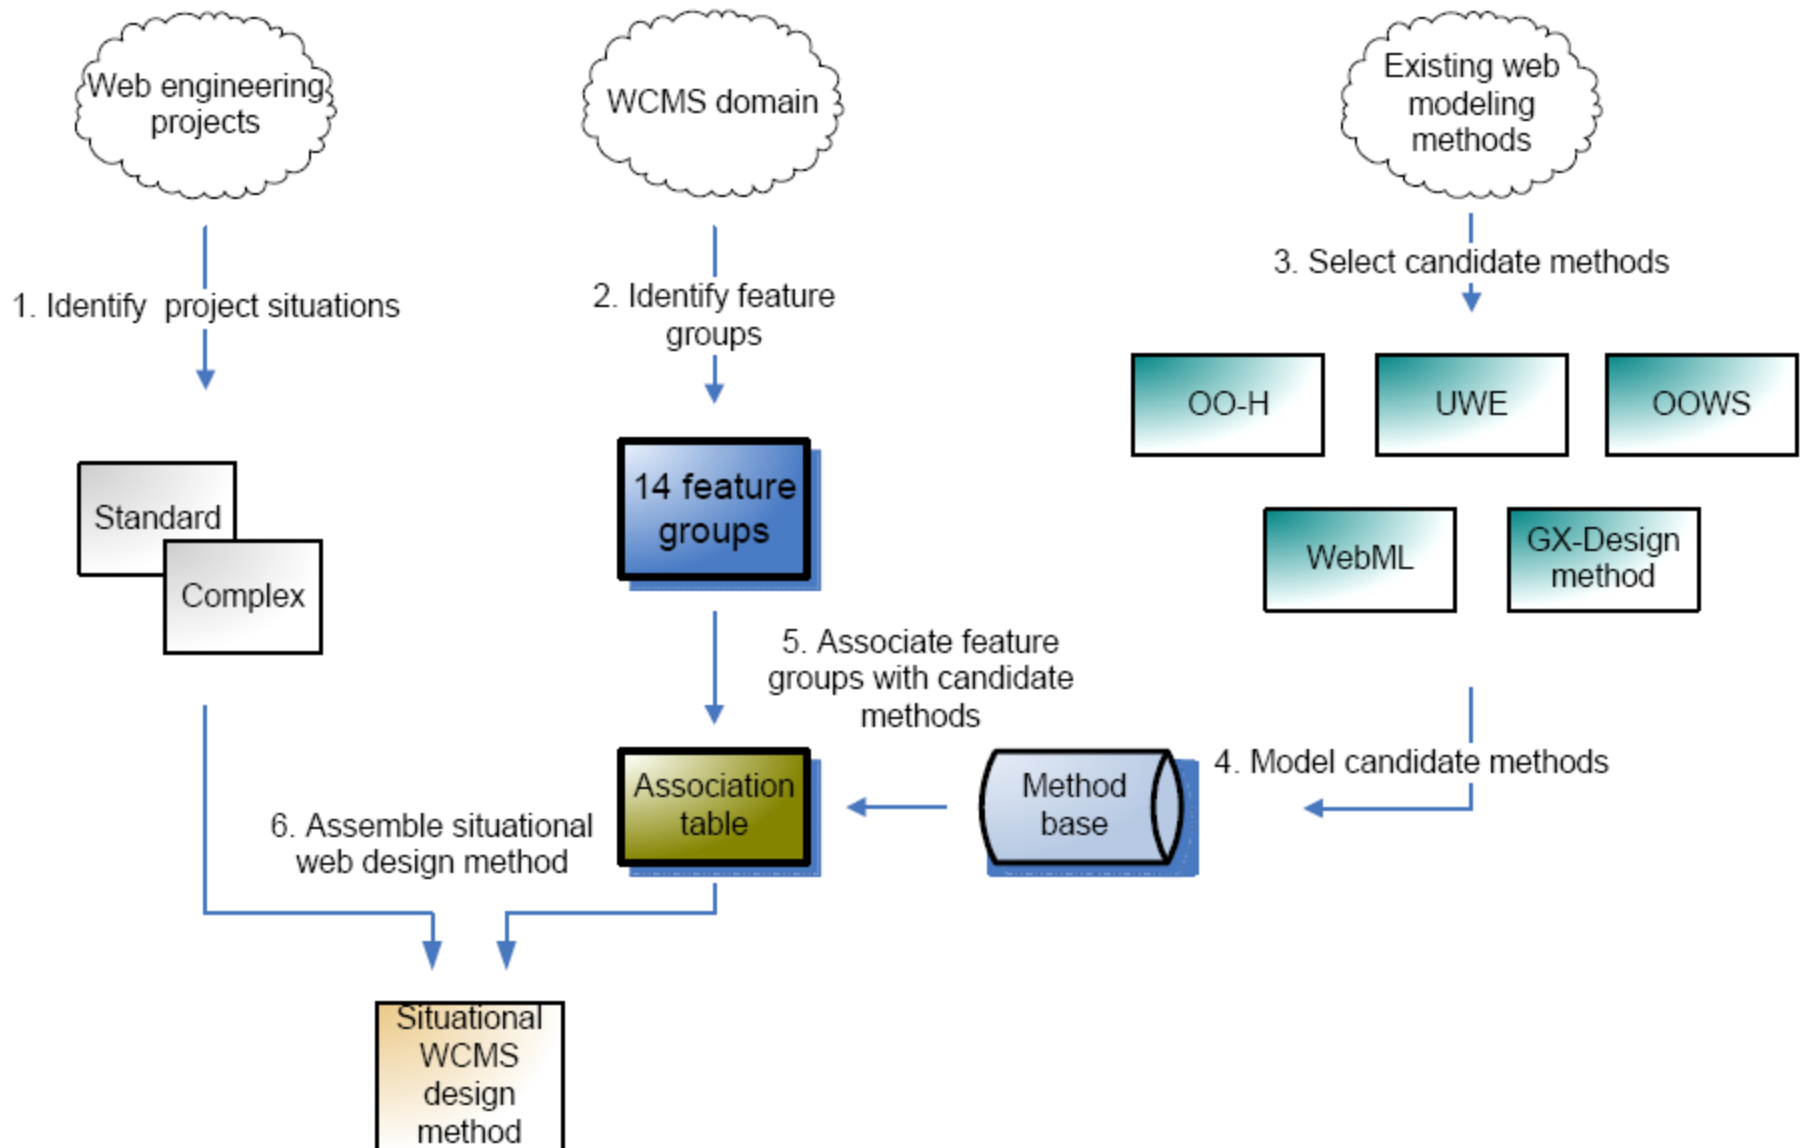 Web engineering
projects
WCMS domain
Existing web
modeling
methods
1. Identify  project situations
2. Identify feature
groups
3. Select candidate methods
Standard
Complex
14 feature
groups
OO-H
UWE
OOWS
WebML
GX-Design
method
5. Associate feature
groups with candidate
methods
4. Model candidate methods
Method
base
Association
table
6. Assemble situational
web design method
Situational
WCMS
design
method